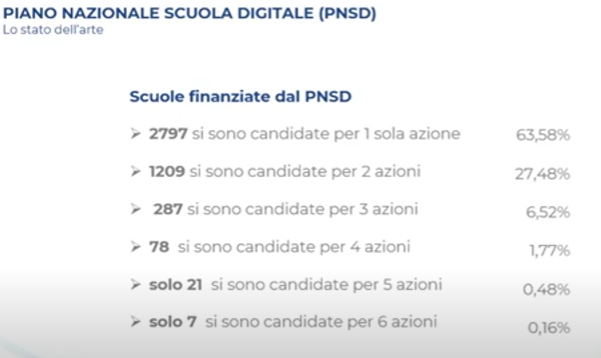 PIANO NAZIONALE SCUOLA DIGITALE (PNSD)
Lo stato dell'arte
Scuole finanziate dal PNSD
➢ 2797 si sono candidate per 1 sola azione 63,58%
➢ 1209 si sono candidate per 2 azioni 27,48%
➢ 287 si sono candidate per 3 azioni 6,52%
➢ 78 si sono candidate per 4 azioni 1,77%
➢ solo 21 si sono candidate per 5 azioni 0,48%
➢ solo 7 si sono candidate per 6 azioni 0,16%